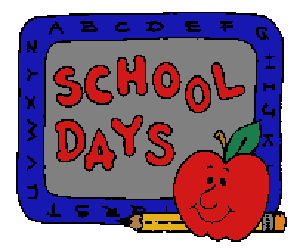 A B C D E F G
H I J K
SCHOOL
DAYS
Z Y X W V U
T S R